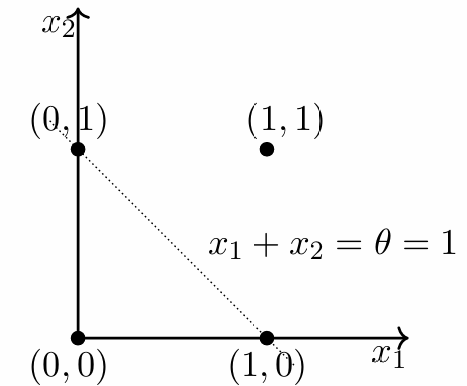 x₂
(0, 1) (1, 1)
x₁ + x₂ = θ = 1
(0, 0) (1, 0) x₁